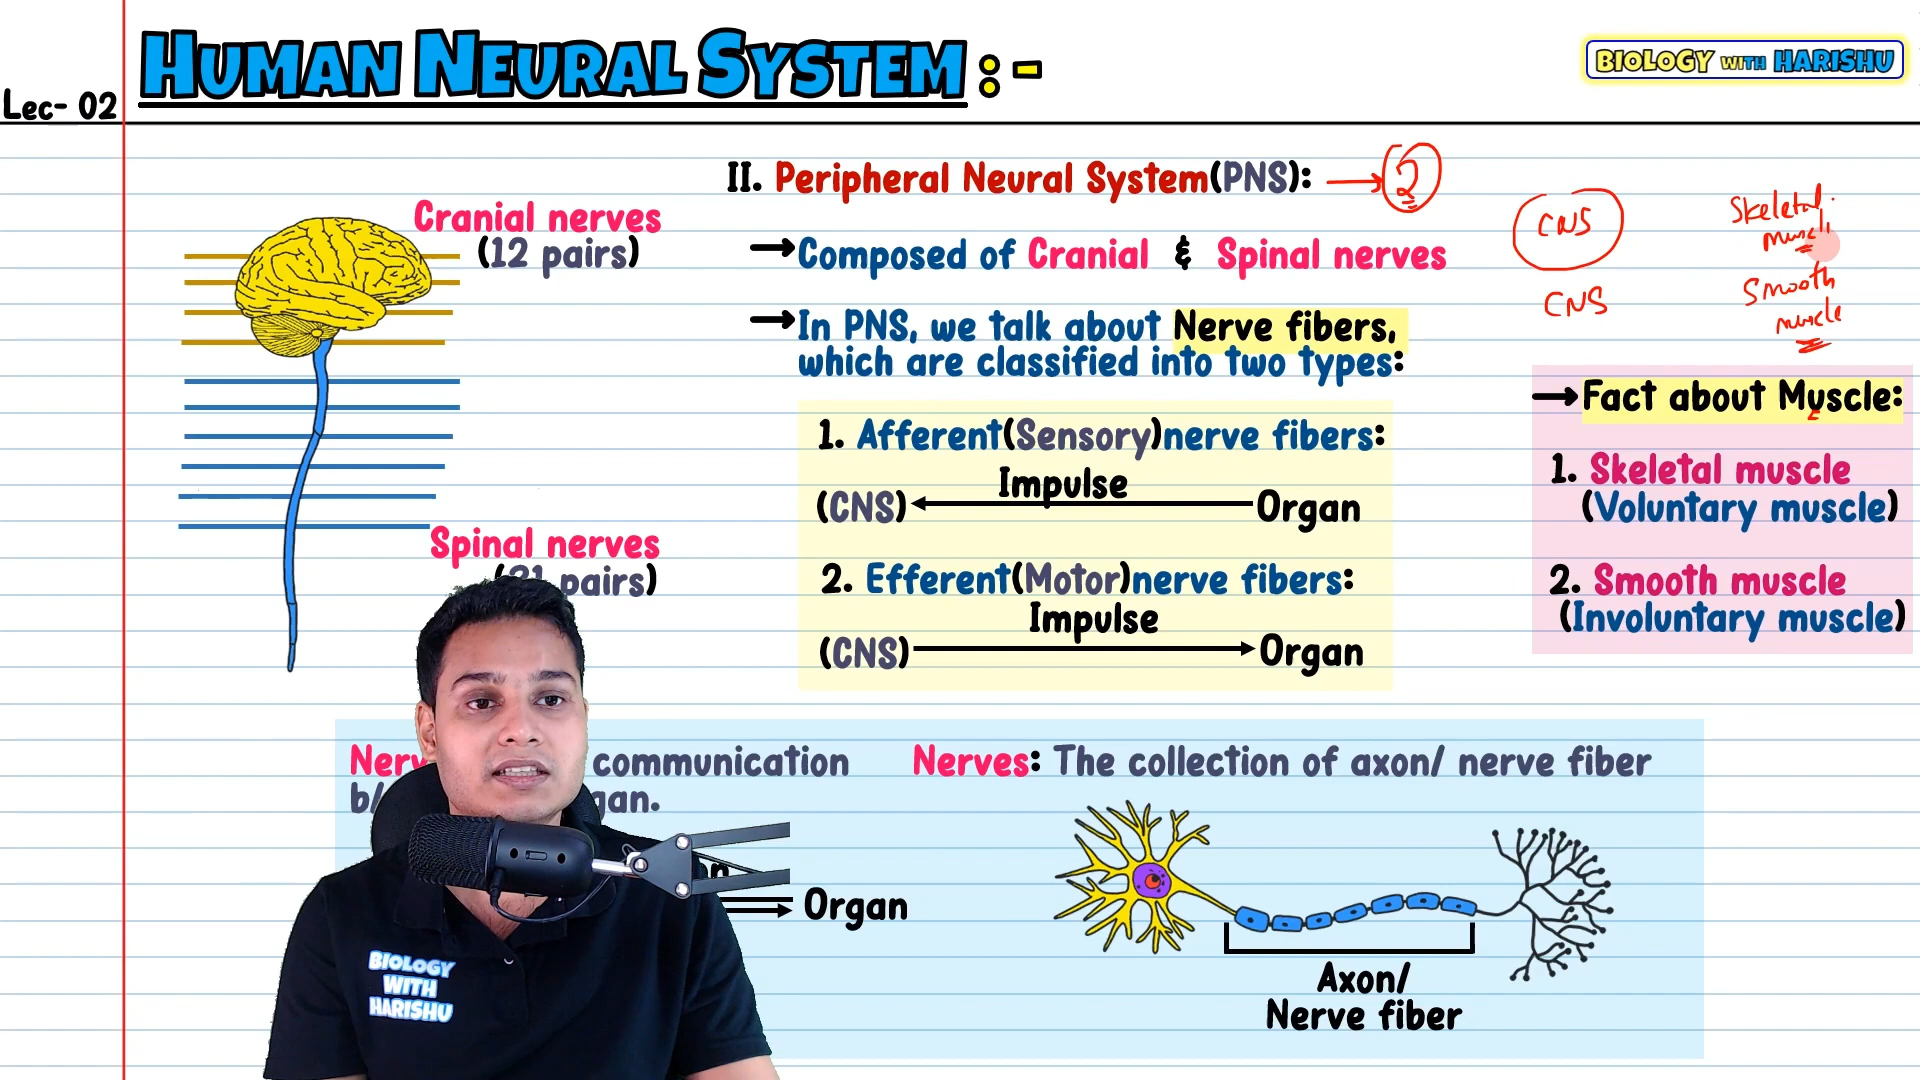 HUMAN NEURAL SYSTEM :-
BIOLOGY WITH HARISHU
Lec- 02
II. Peripheral Neural System(PNS): → 2
Cranial nerves
(12 pairs)
→Composed of Cranial & Spinal nerves
→In PNS, we talk about Nerve fibers,
which are classified into two types:
1. Afferent(Sensory)nerve fibers:
Impulse
(CNS) Organ
2. Efferent(Motor)nerve fibers:
Impulse
(CNS) Organ
CNS Skeletal
muscle
CNS Smooth
muscle
→Fact about Muscle:
1. Skeletal muscle
(Voluntary muscle)
2. Smooth muscle
(Involuntary muscle)
Spinal nerves
pairs)
communication
Nerves: The collection of axon/ nerve fiber
Organ
Axon/
Nerve fiber
BIOLOGY
WITH
HARISHU